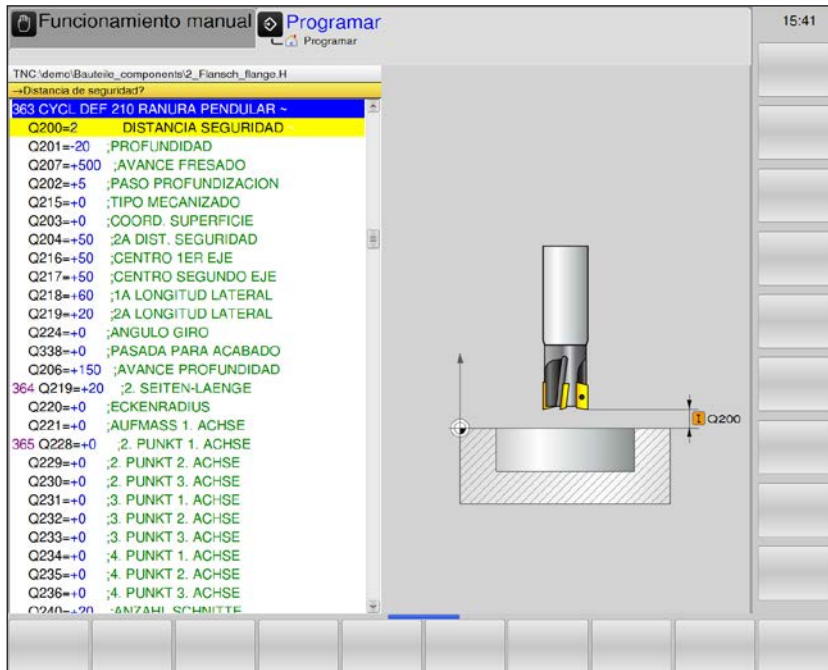 Funcionamiento manual
Programar
Programar
15:41
TNC:\demo\Bauteile_components\2_Flansch_flange.H
→Distancia de seguridad?
363 CYCL DEF 210 RANURA PENDULAR ~
Q200=2 DISTANCIA SEGURIDAD
Q201=-20 ;PROFUNDIDAD
Q207=+500 ;AVANCE FRESADO
Q202=+5 ;PASO PROFUNDIZACION
Q215=+0 ;TIPO MECANIZADO
Q203=+0 ;COORD. SUPERFICIE
Q204=+50 ;2A DIST. SEGURIDAD
Q216=+50 ;CENTRO 1ER EJE
Q217=+50 ;CENTRO SEGUNDO EJE
Q218=+60 ;1A LONGITUD LATERAL
Q219=+20 ;2A LONGITUD LATERAL
Q224=+0 ;ANGULO GIRO
Q338=+0 ;PASADA PARA ACABADO
Q206=+150 ;AVANCE PROFUNDIDAD
364 Q219=+20 ;2. SEITEN-LAENGE
Q220=+0 ;ECKENRADIUS
Q221=+0 ;AUFMASS 1. ACHSE
365 Q228=+0 ;2. PUNKT 1. ACHSE
Q229=+0 ;2. PUNKT 2. ACHSE
Q230=+0 ;2. PUNKT 3. ACHSE
Q231=+0 ;3. PUNKT 1. ACHSE
Q232=+0 ;3. PUNKT 2. ACHSE
Q233=+0 ;3. PUNKT 3. ACHSE
Q234=+0 ;4. PUNKT 1. ACHSE
Q235=+0 ;4. PUNKT 2. ACHSE
Q236=+0 ;4. PUNKT 3. ACHSE
Q240=+20 ;ANZAHL SCHNITTE
Q200